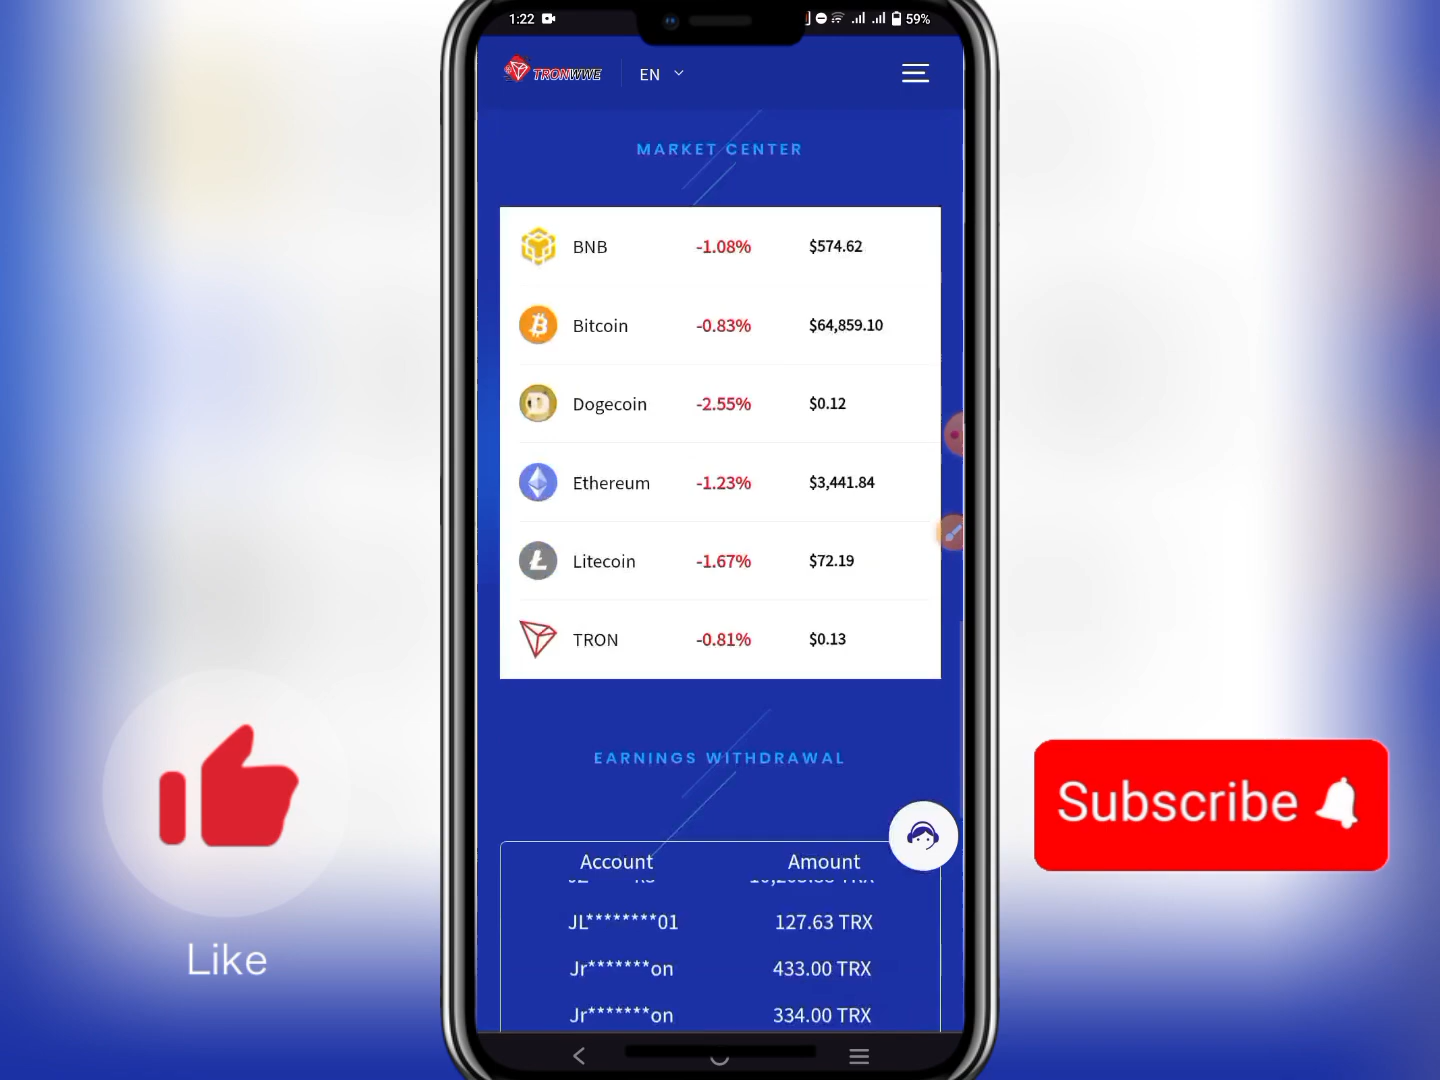 1:22
59%
TRONWWE
EN
MARKET CENTER
BNB -1.08% $574.62
Bitcoin -0.83% $64,859.10
Dogecoin -2.55% $0.12
Ethereum -1.23% $3,441.84
Litecoin -1.67% $72.19
TRON -0.81% $0.13
EARNINGS WITHDRAWAL
Account Amount
JL********01 127.63 TRX
Jr*******on 433.00 TRX
Jr*******on 334.00 TRX
Like
Subscribe